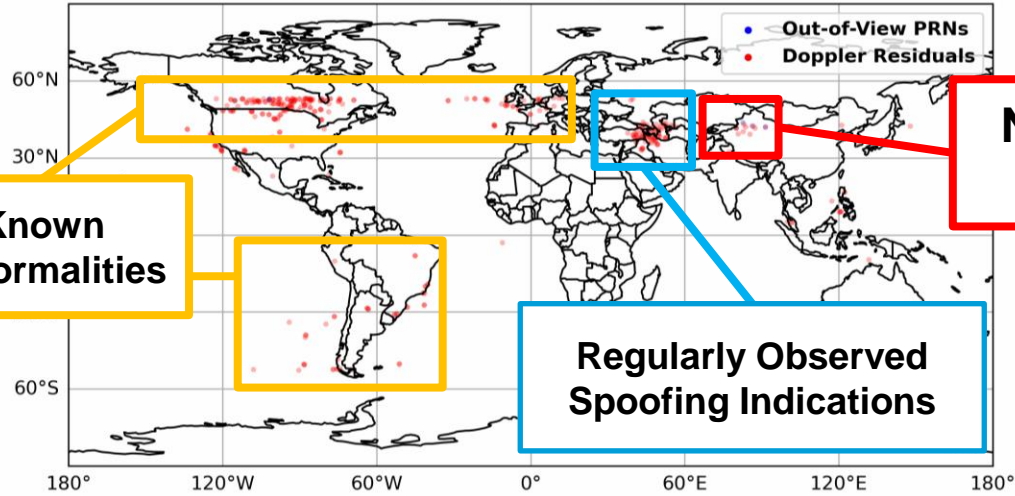 Out-of-View PRNs
Doppler Residuals
60°N
30°N
Known
Regularly Observed
Spoofing Indications
60°S
180°
120°W
60°W
0°
60°E
120°E
180°